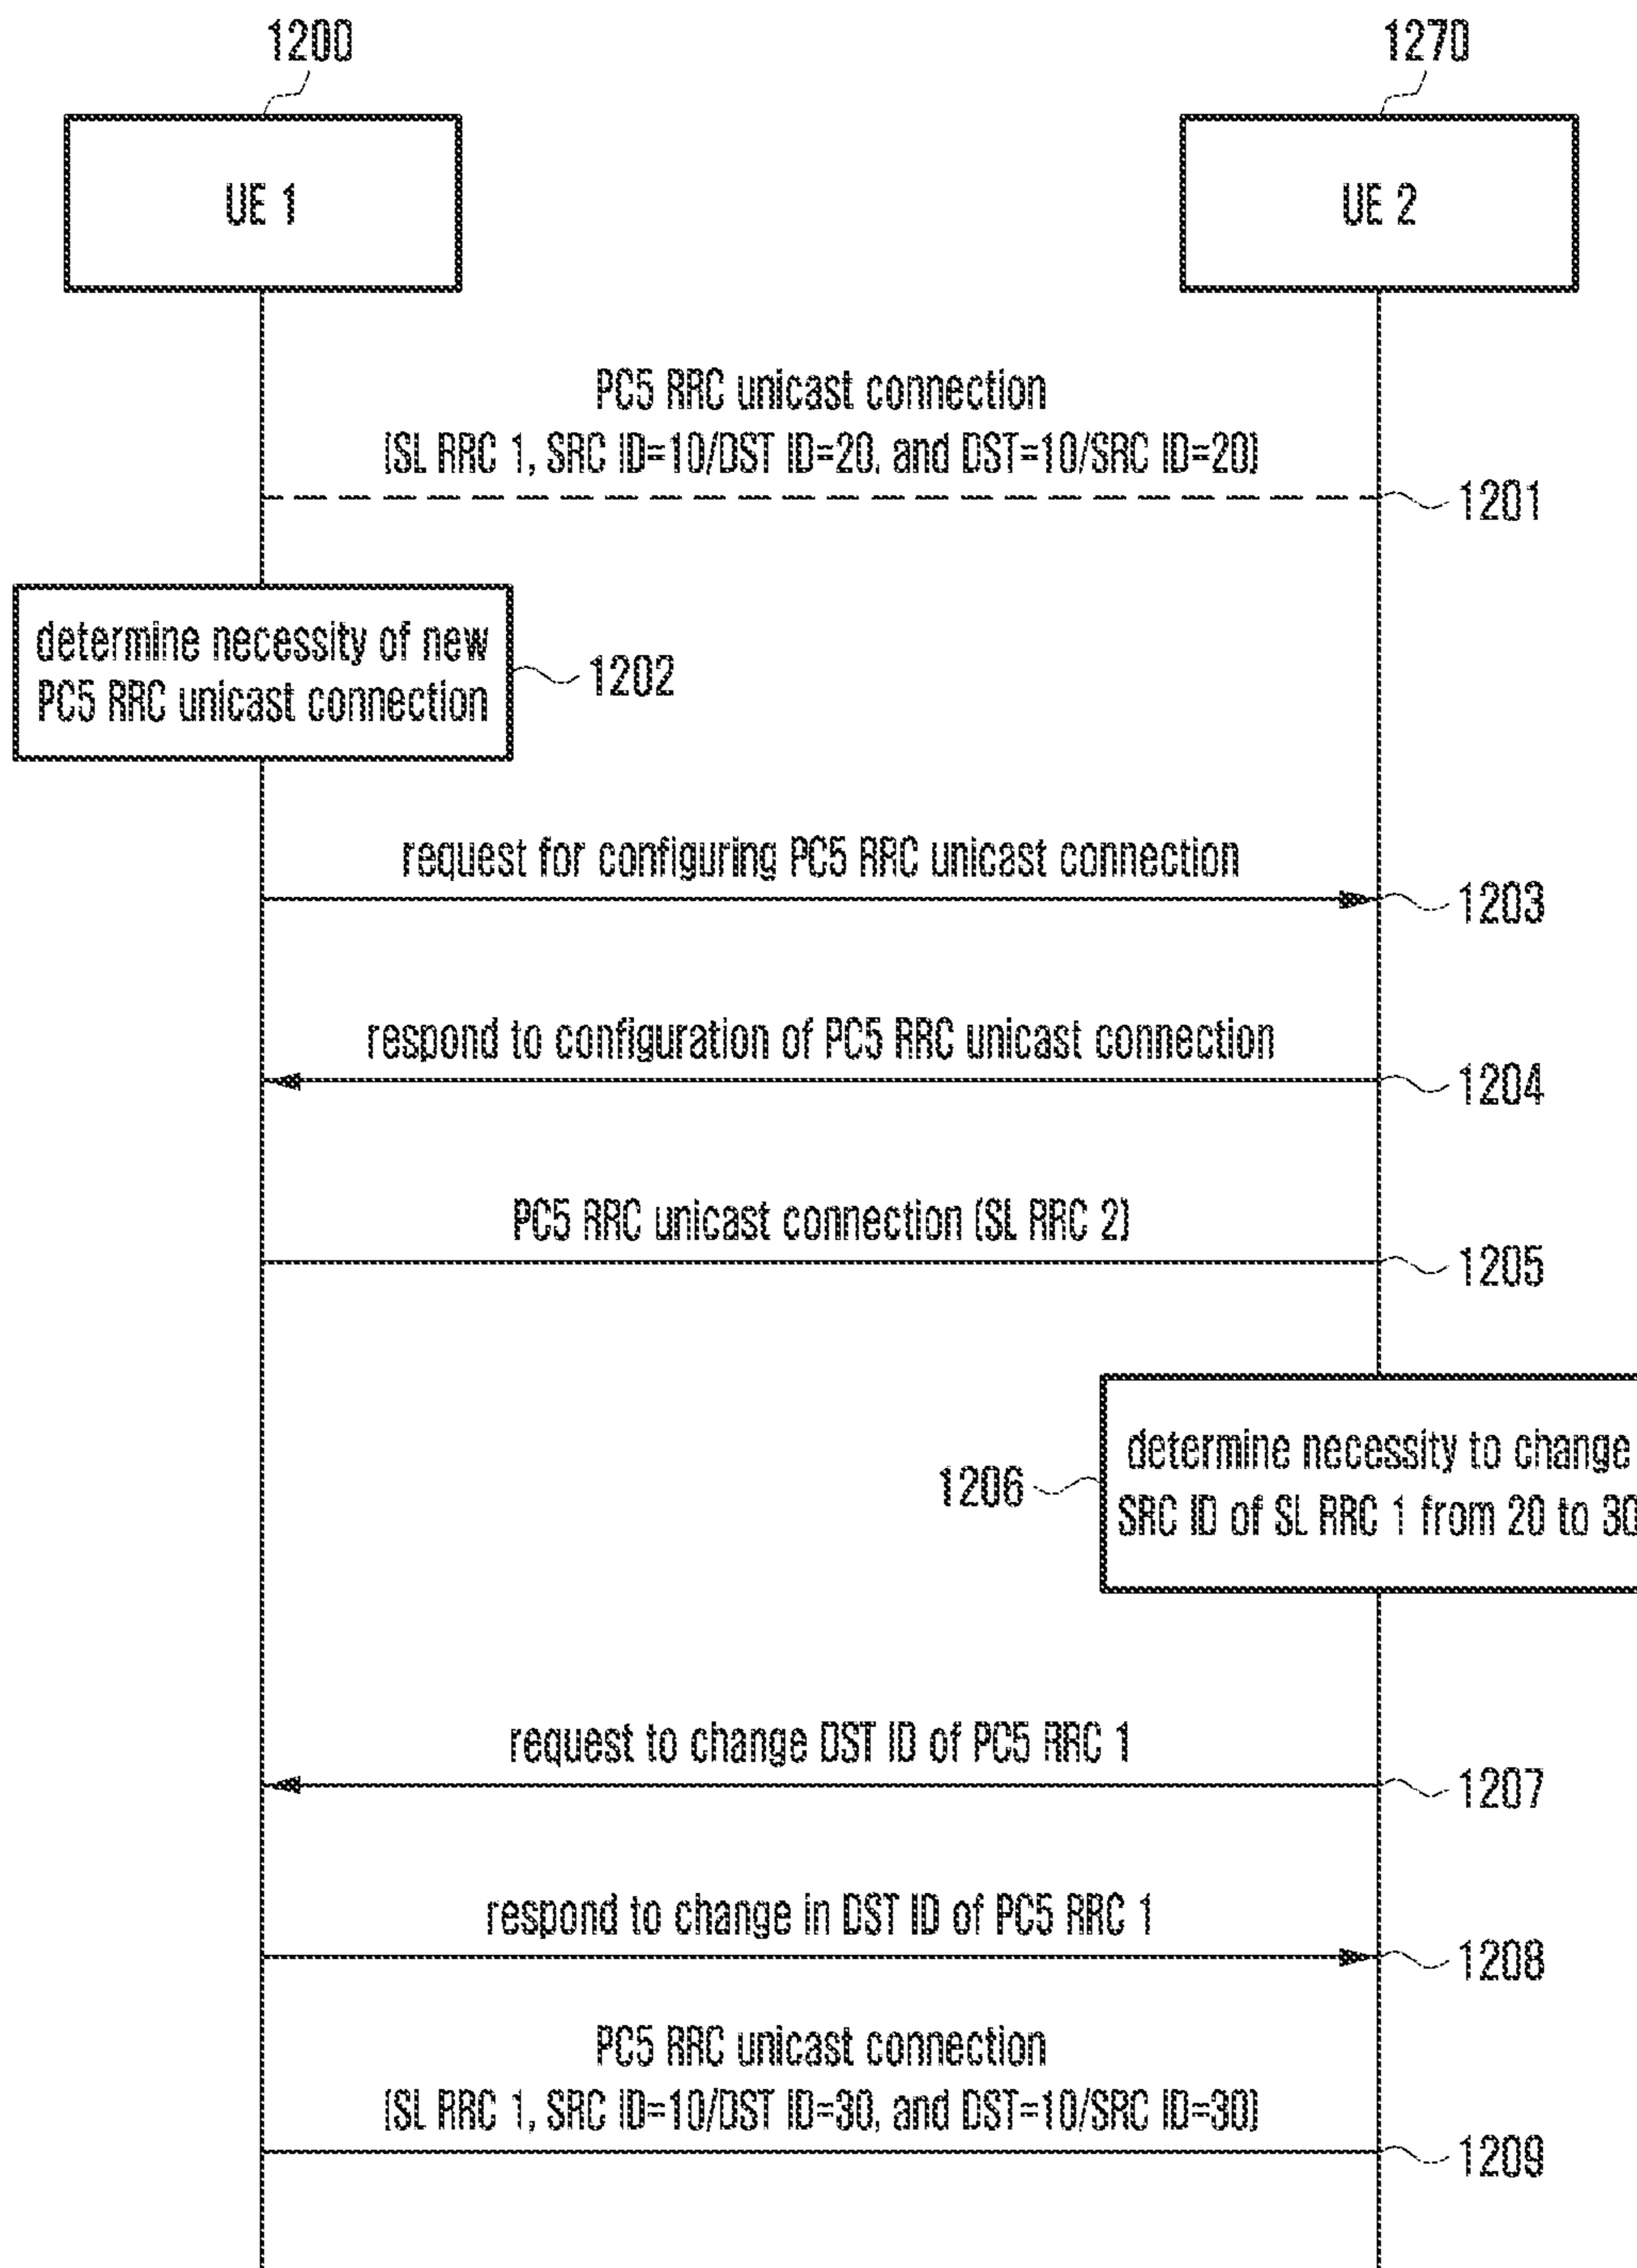 1200
1270
UE 1
UE 2
PC5 RRC unicast connection
(SL RRC 1, SRC ID=10/DST ID=20, and DST=10/SRC ID=20)
1201
determine necessity of new
PC5 RRC unicast connection
1202
request for configuring PC5 RRC unicast connection
1203
respond to configuration of PC5 RRC unicast connection
1204
PC5 RRC unicast connection (SL RRC 2)
1205
determine necessity to change
SRC ID of SL RRC 1 from 20 to 30
1206
request to change DST ID of PC5 RRC 1
1207
respond to change in DST ID of PC5 RRC 1
1208
PC5 RRC unicast connection
(SL RRC 1, SRC ID=10/DST ID=30, and DST=10/SRC ID=30)
1209